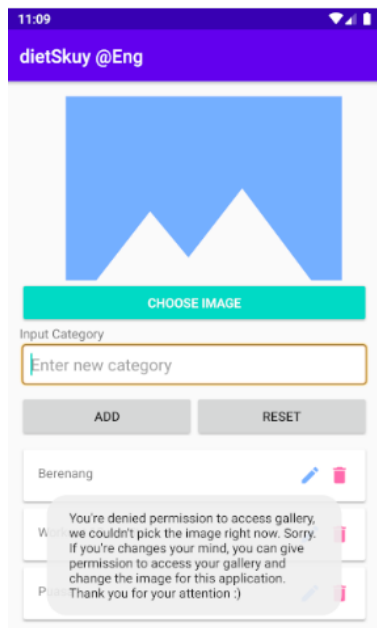 11:09
dietSkuy @Eng
CHOOSE IMAGE
Input Category
Enter new category
ADD
RESET
Berenang
You're denied permission to access gallery,
we couldn't pick the image right now. Sorry.
If you're changes your mind, you can give
permission to access your gallery and
change the image for this application.
Thank you for your attention :)